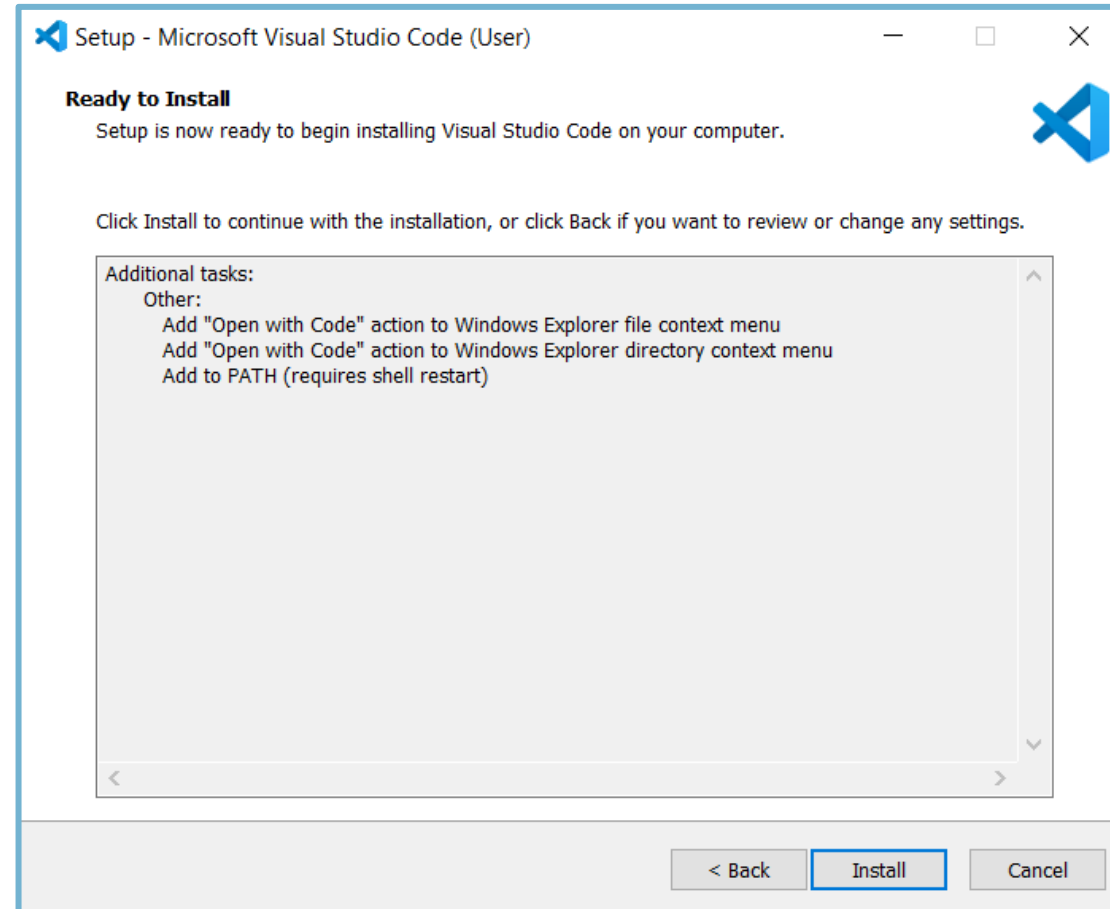 Setup - Microsoft Visual Studio Code (User)
Ready to Install
Setup is now ready to begin installing Visual Studio Code on your computer.
Click Install to continue with the installation, or click Back if you want to review or change any settings.
Additional tasks:
Other:
Add "Open with Code" action to Windows Explorer file context menu
Add "Open with Code" action to Windows Explorer directory context menu
Add to PATH (requires shell restart)
< Back
Install
Cancel